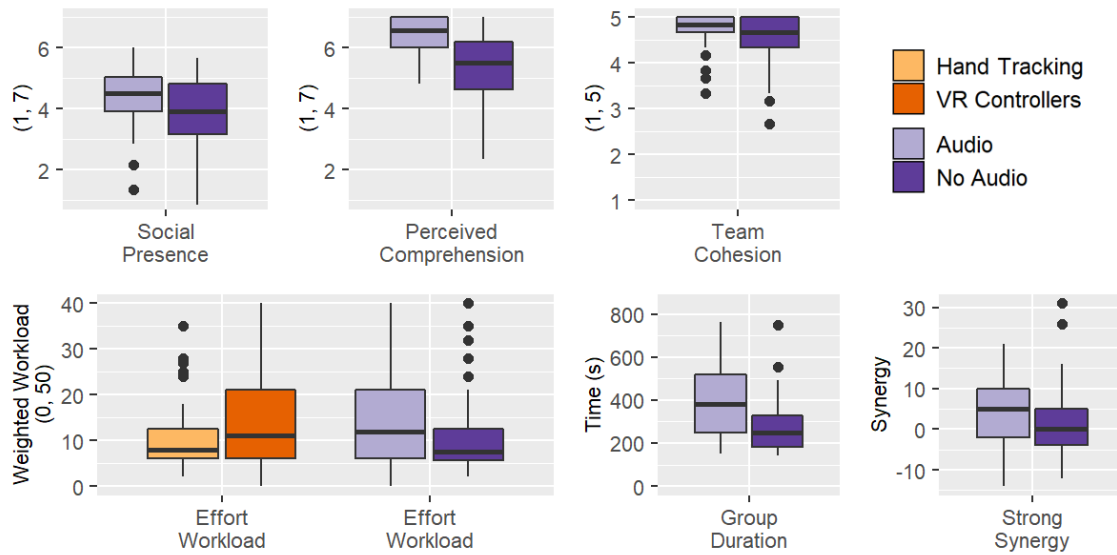 (1, 7)
6
4
2
Social
Presence
(1, 7)
6
4
2
Perceived
Comprehension
(1, 5)
5
4
3
2
1
Team
Cohesion
Hand Tracking
VR Controllers
Audio
No Audio
Weighted Workload
(0, 50)
40
30
20
10
0
Effort
Workload
Effort
Workload
Time (s)
800
600
400
200
0
Group
Duration
Synergy
30
20
10
0
-10
Strong
Synergy